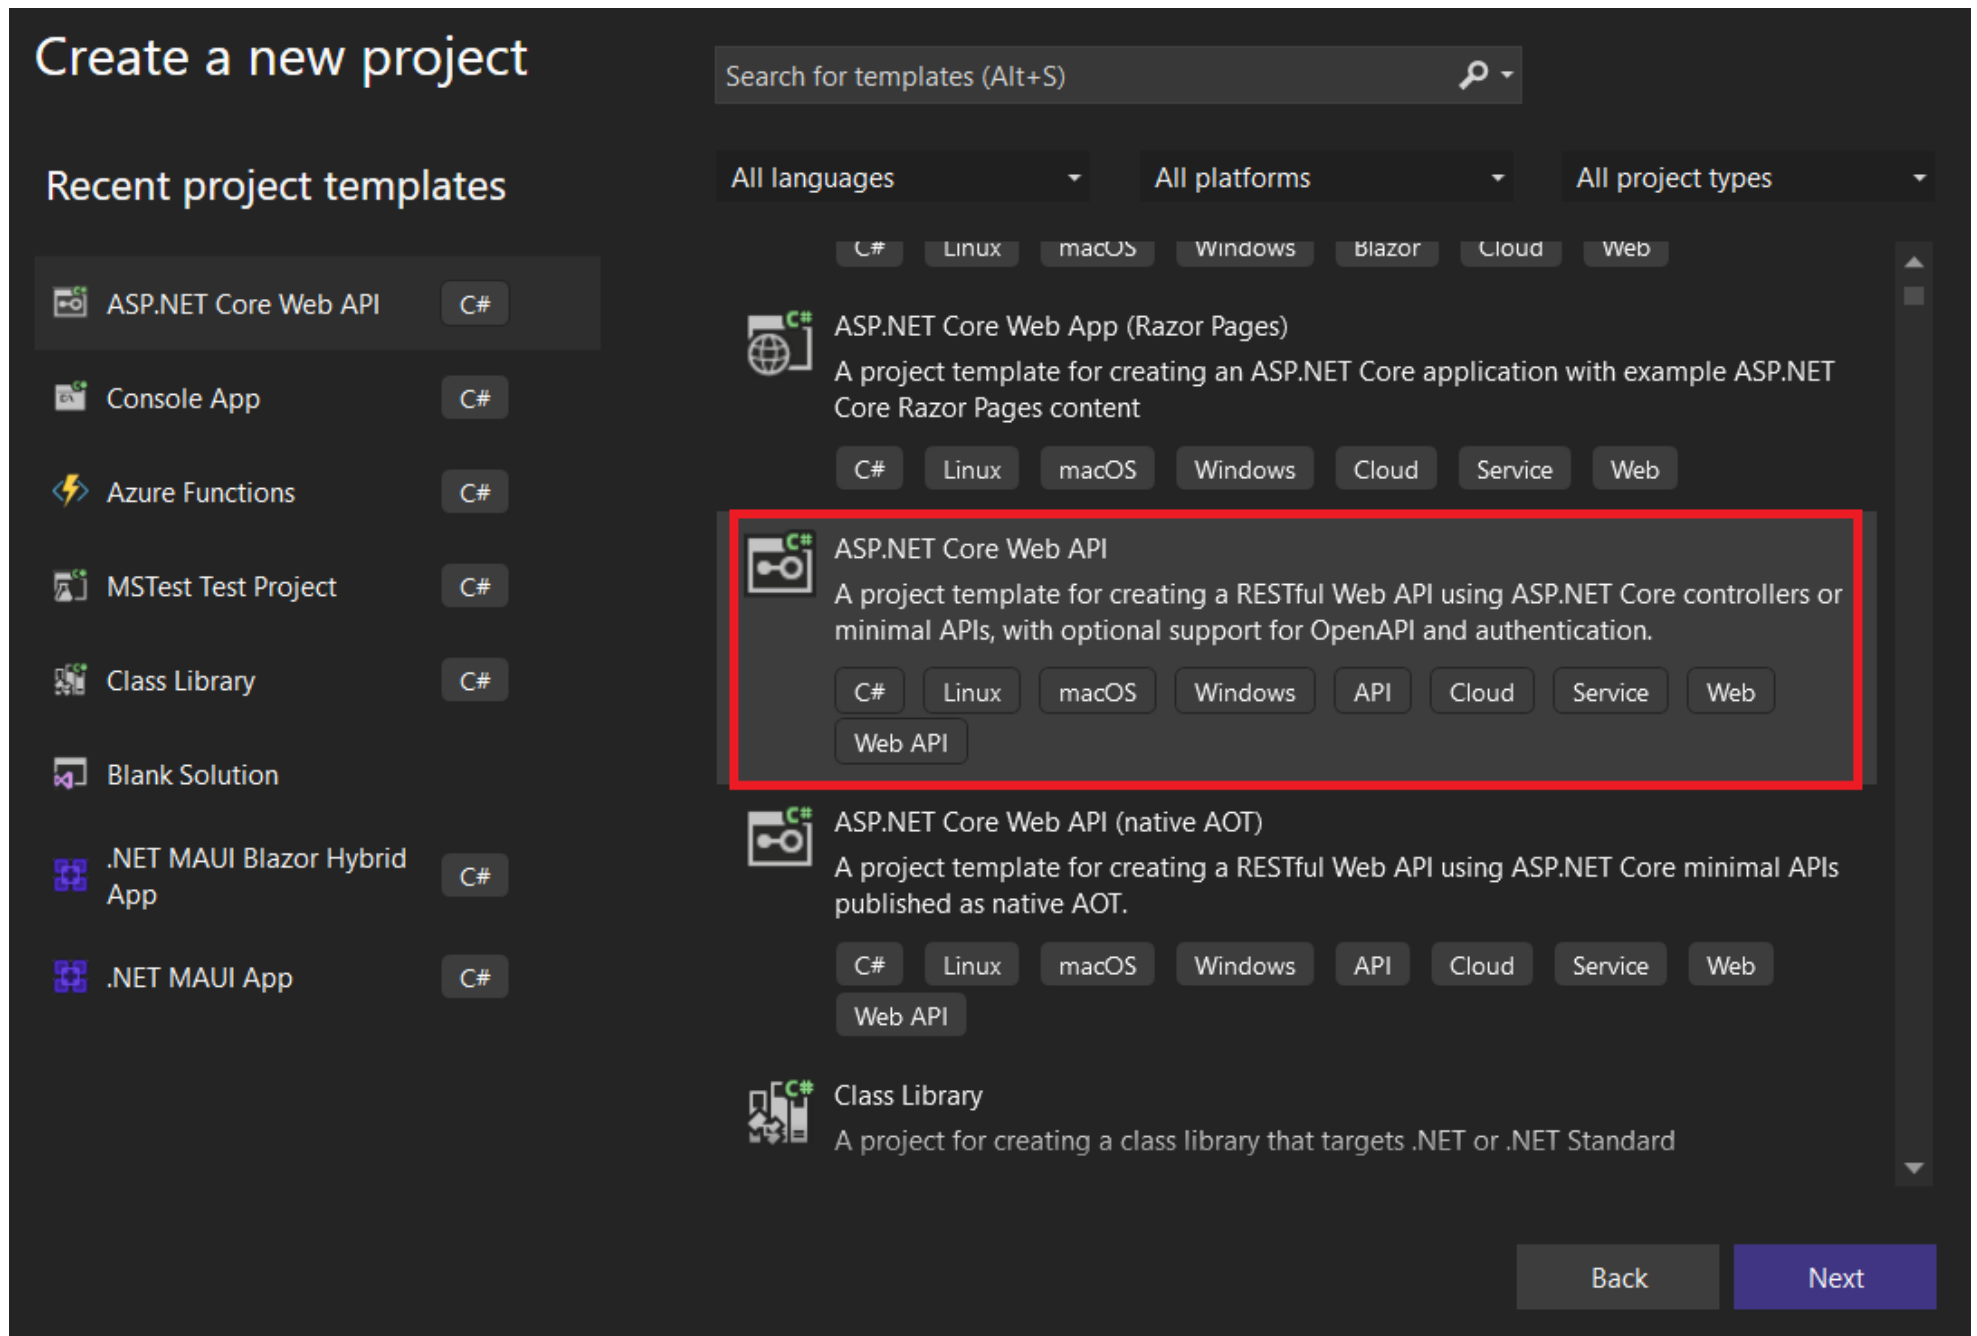 Create a new project
Search for templates (Alt+S)
Recent project templates
All languages
All platforms
All project types
ASP.NET Core Web API C#
Console App C#
Azure Functions C#
MSTest Test Project C#
Class Library C#
Blank Solution
.NET MAUI Blazor Hybrid
App
C#
.NET MAUI App C#
C# Linux macOS Windows Blazor Cloud Web
ASP.NET Core Web App (Razor Pages)
A project template for creating an ASP.NET Core application with example ASP.NET
Core Razor Pages content
C# Linux macOS Windows Cloud Service Web
ASP.NET Core Web API
A project template for creating a RESTful Web API using ASP.NET Core controllers or
minimal APIs, with optional support for OpenAPI and authentication.
C# Linux macOS Windows API Cloud Service Web
Web API
ASP.NET Core Web API (native AOT)
A project template for creating a RESTful Web API using ASP.NET Core minimal APIs
published as native AOT.
C# Linux macOS Windows API Cloud Service Web
Web API
Class Library
A project for creating a class library that targets .NET or .NET Standard
Back
Next